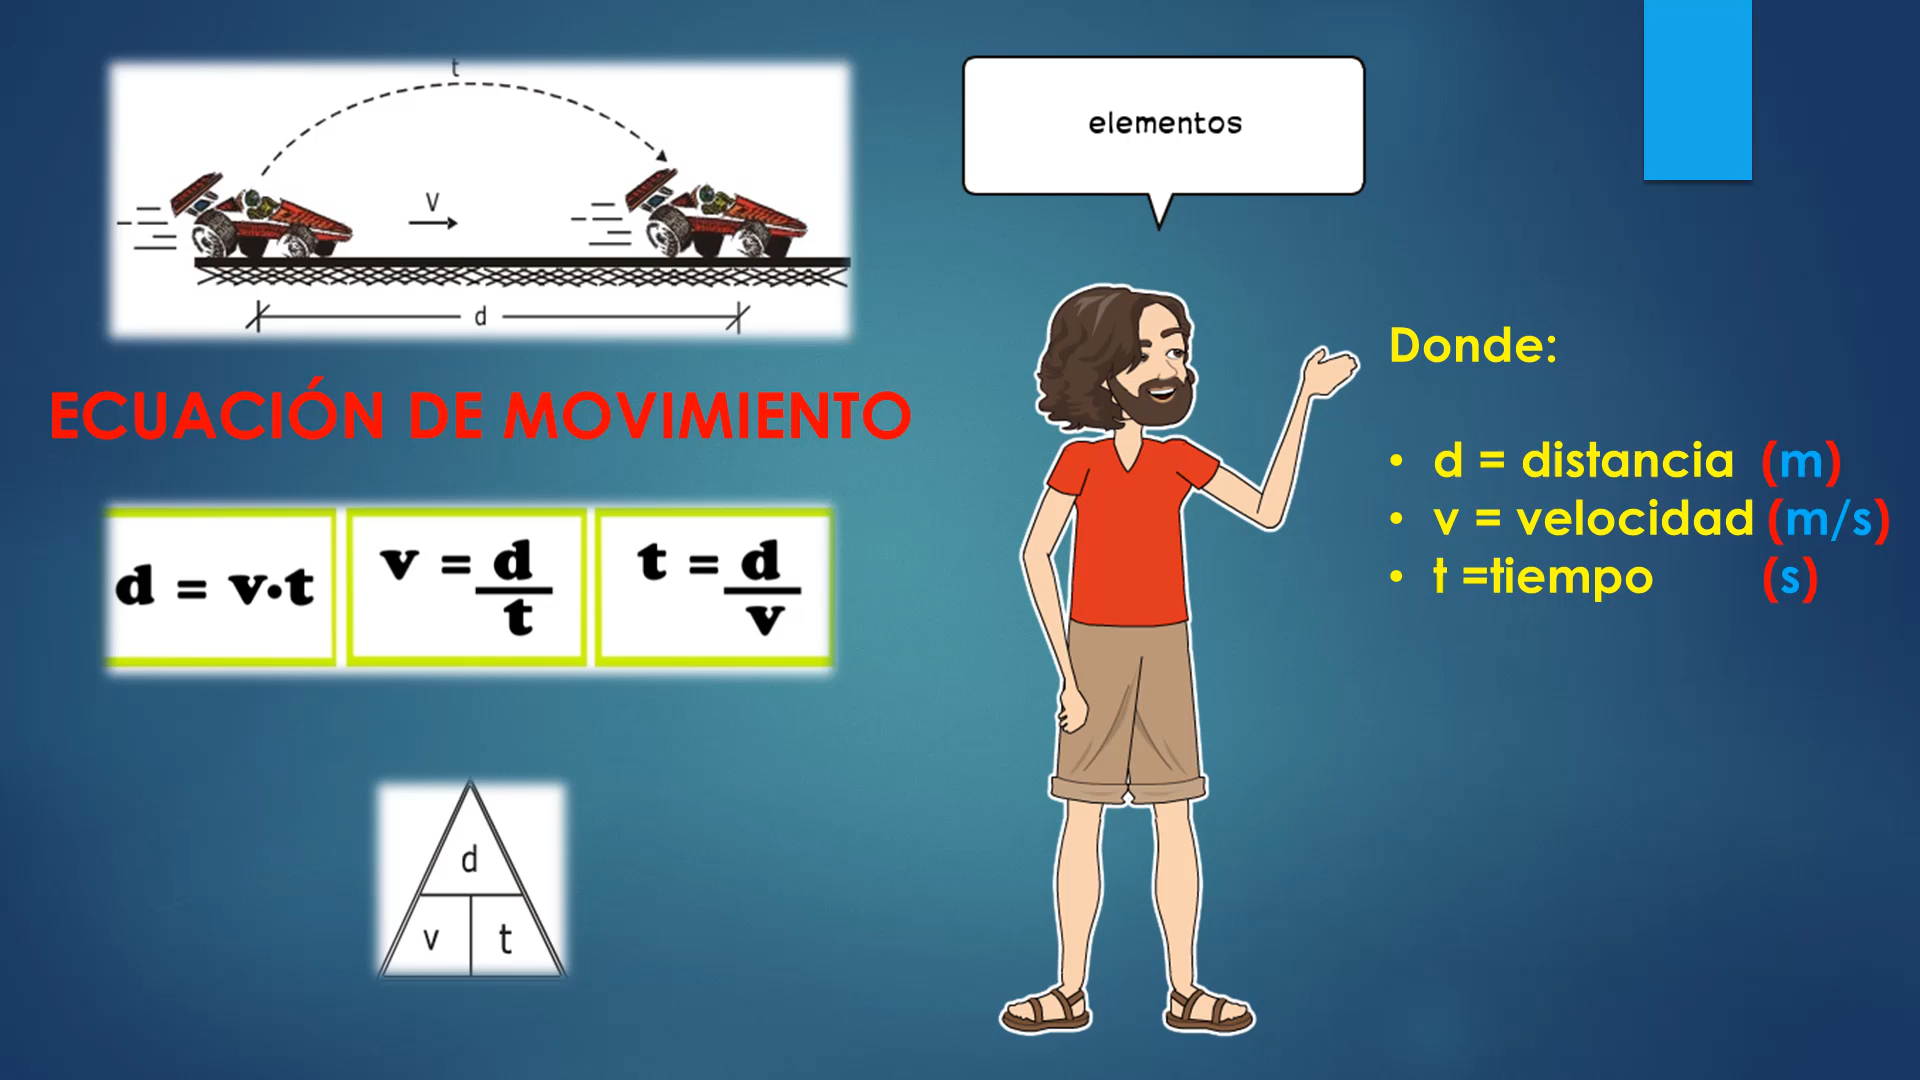 t
v
d
ECUACIÓN DE MOVIMIENTO
d = v•t
v = d
t
t = d
v
d
v t
elementos
Donde:
• d = distancia (m)
• v = velocidad (m/s)
• t =tiempo (s)